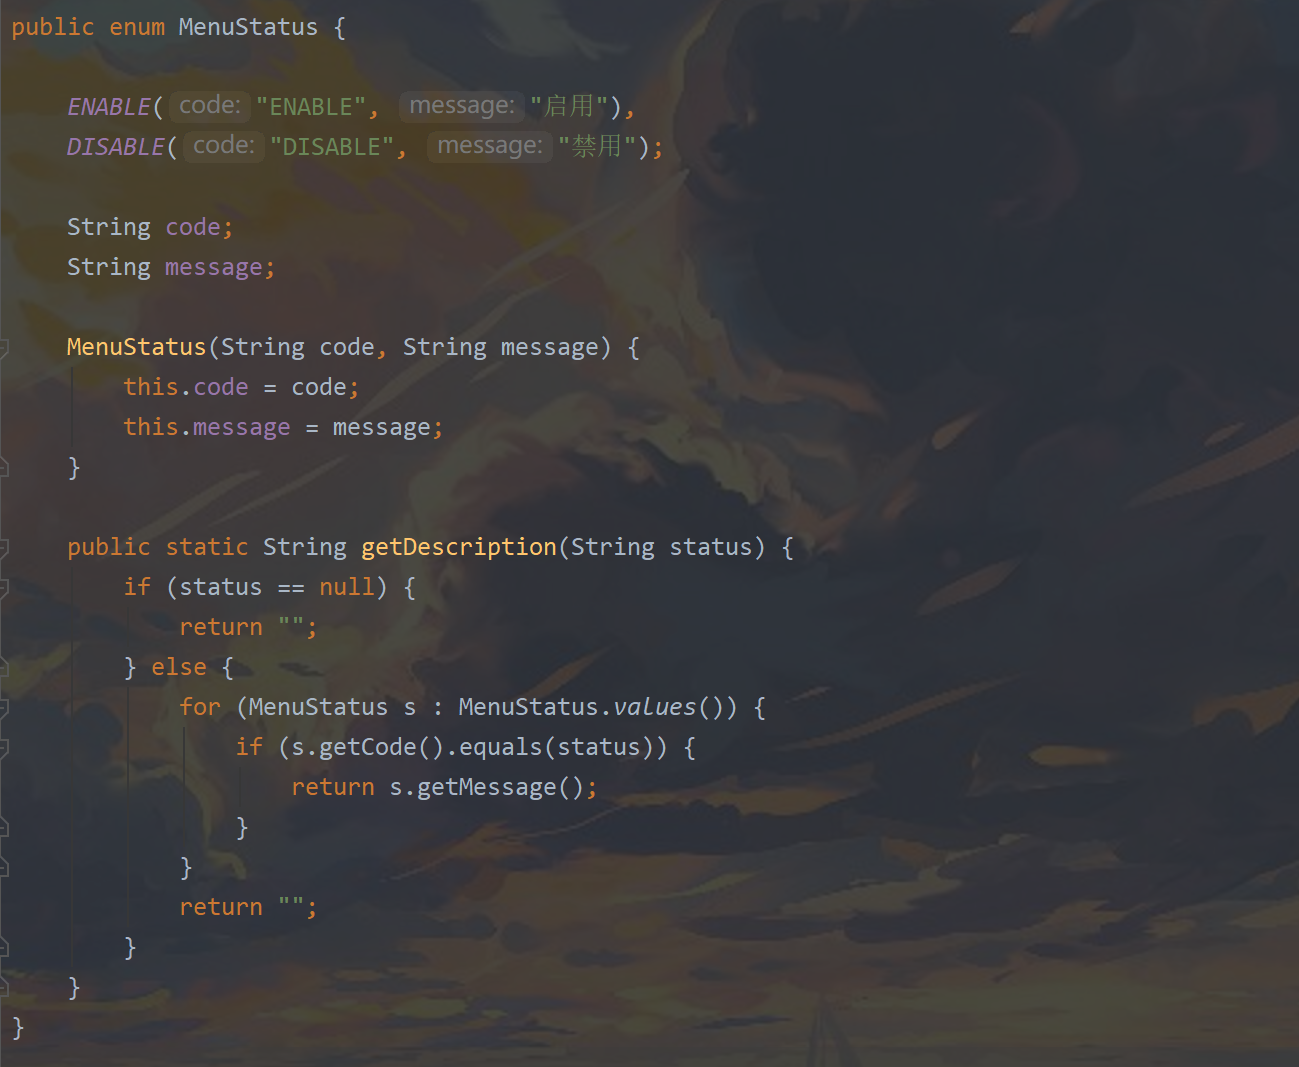 public enum MenuStatus {
ENABLE( code: "ENABLE", message: "启用"),
DISABLE( code: "DISABLE", message: "禁用");
String code;
String message;
MenuStatus(String code, String message) {
this.code = code;
this.message = message;
}
public static String getDescription(String status) {
if (status == null) {
return "";
} else {
for (MenuStatus s : MenuStatus.values()) {
if (s.getCode().equals(status)) {
return s.getMessage();
}
}
return "";
}
}
}